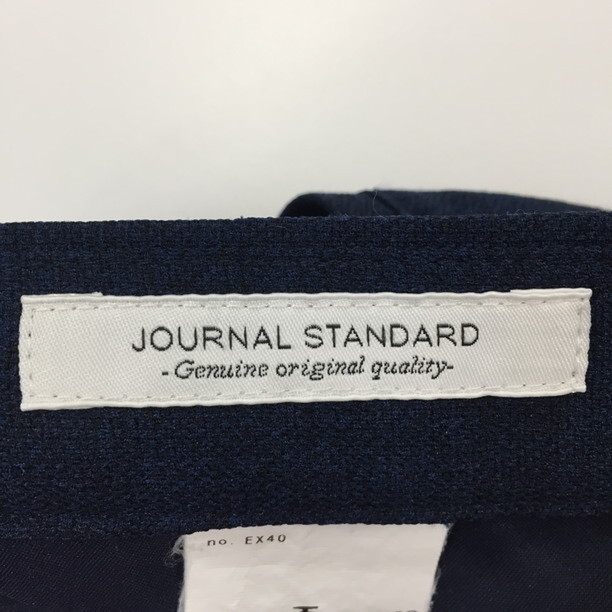 JOURNAL STANDARD
-Genuine original quality-
no. EX40